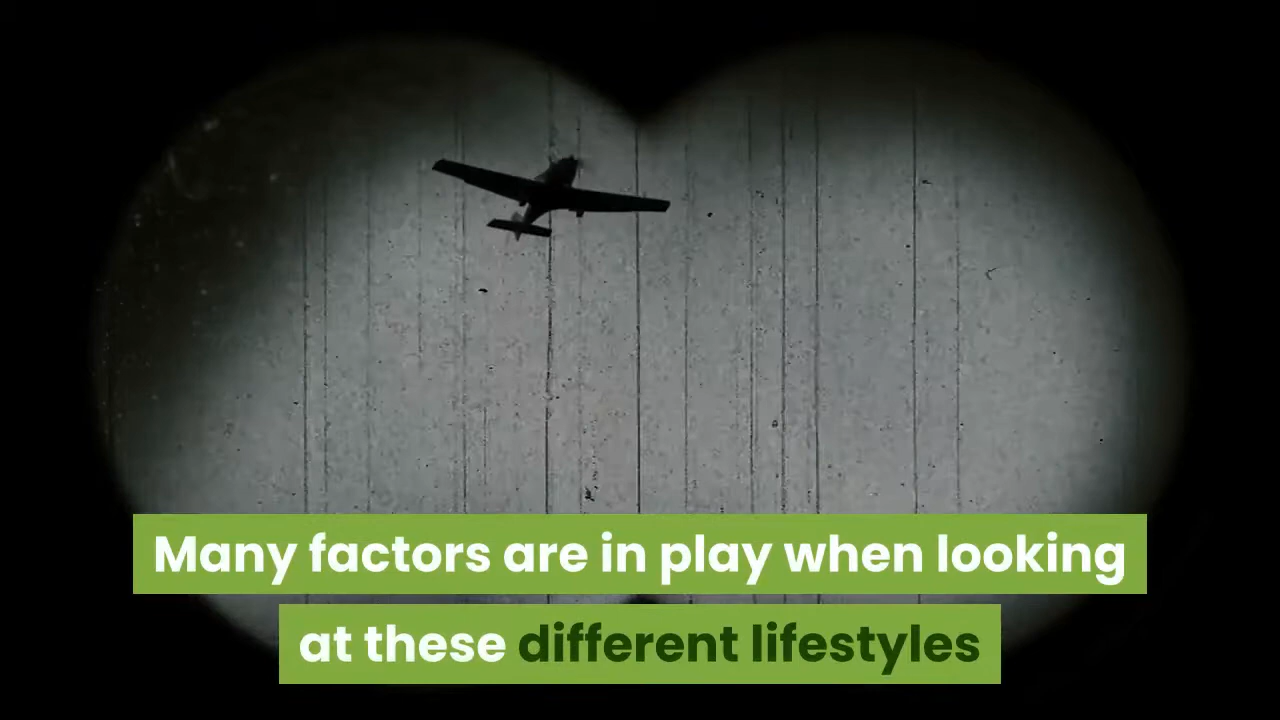 Many factors are in play when looking
at these different lifestyles